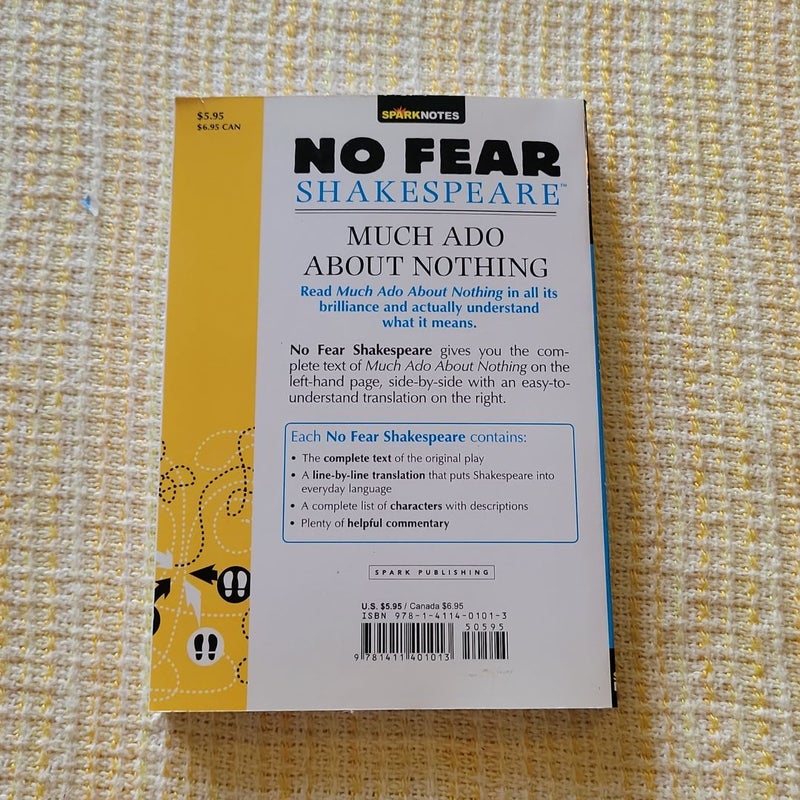 $5.95
$6.95 CAN
SPARKNOTES
NO FEAR
SHAKESPEARE™
MUCH ADO
ABOUT NOTHING
Read Much Ado About Nothing in all its
brilliance and actually understand
what it means.
No Fear Shakespeare gives you the com-
plete text of Much Ado About Nothing on the
left-hand page, side-by-side with an easy-to-
understand translation on the right.
Each No Fear Shakespeare contains:
• The complete text of the original play
• A line-by-line translation that puts Shakespeare into
everyday language
• A complete list of characters with descriptions
• Plenty of helpful commentary
SPARK PUBLISHING
U.S. $5.95 / Canada $6.95
ISBN 978-1-4114-0101-3
50595
9 781411 401013